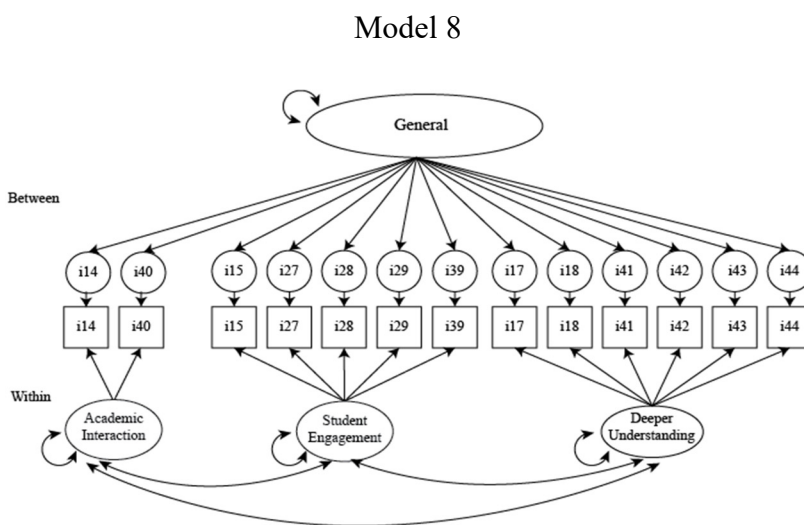 Model 8
General
Between
i14 i40 i15 i27 i28 i29 i39 i17 i18 i41 i42 i43 i44
i14 i40 i15 i27 i28 i29 i39 i17 i18 i41 i42 i43 i44
Within
Academic
Interaction
Student
Engagement
Deeper
Understanding